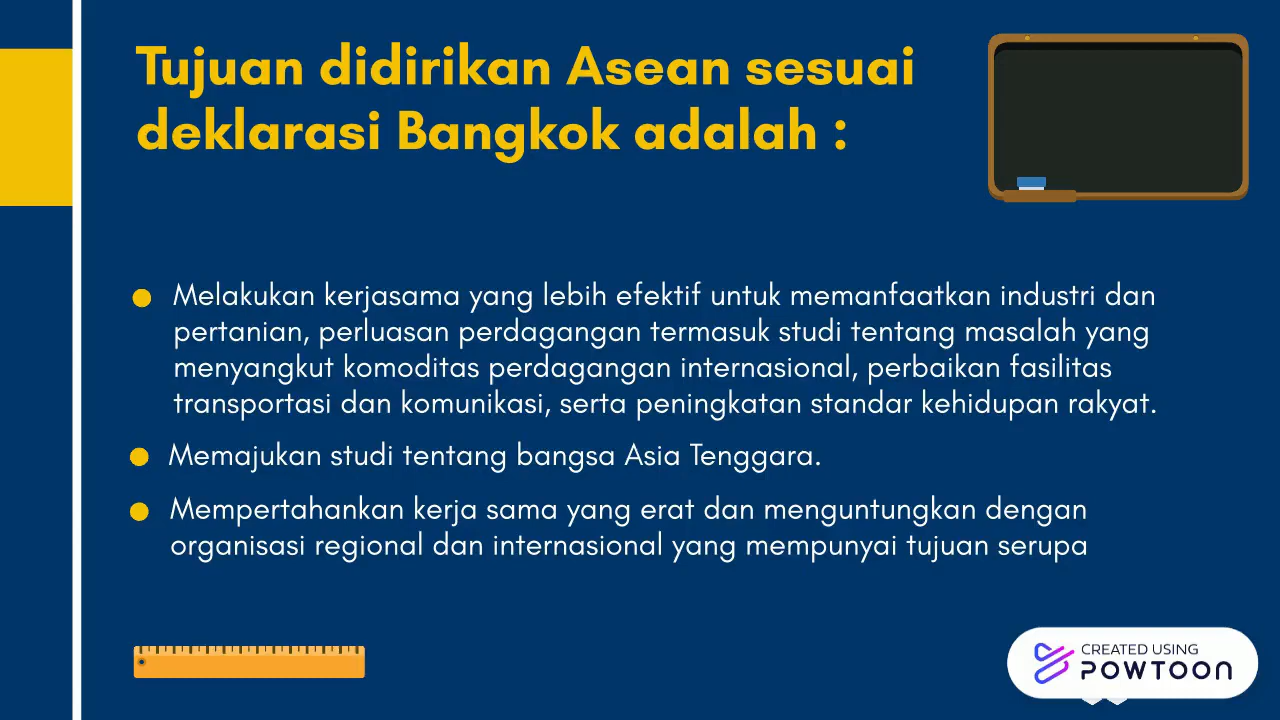 Tujuan didirikan Asean sesuai
deklarasi Bangkok adalah :
Melakukan kerjasama yang lebih efektif untuk memanfaatkan industri dan
pertanian, perluasan perdagangan termasuk studi tentang masalah yang
menyangkut komoditas perdagangan internasional, perbaikan fasilitas
transportasi dan komunikasi, serta peningkatan standar kehidupan rakyat.
Memajukan studi tentang bangsa Asia Tenggara.
Mempertahankan kerja sama yang erat dan menguntungkan dengan
organisasi regional dan internasional yang mempunyai tujuan serupa
CREATED USING
POWTOON